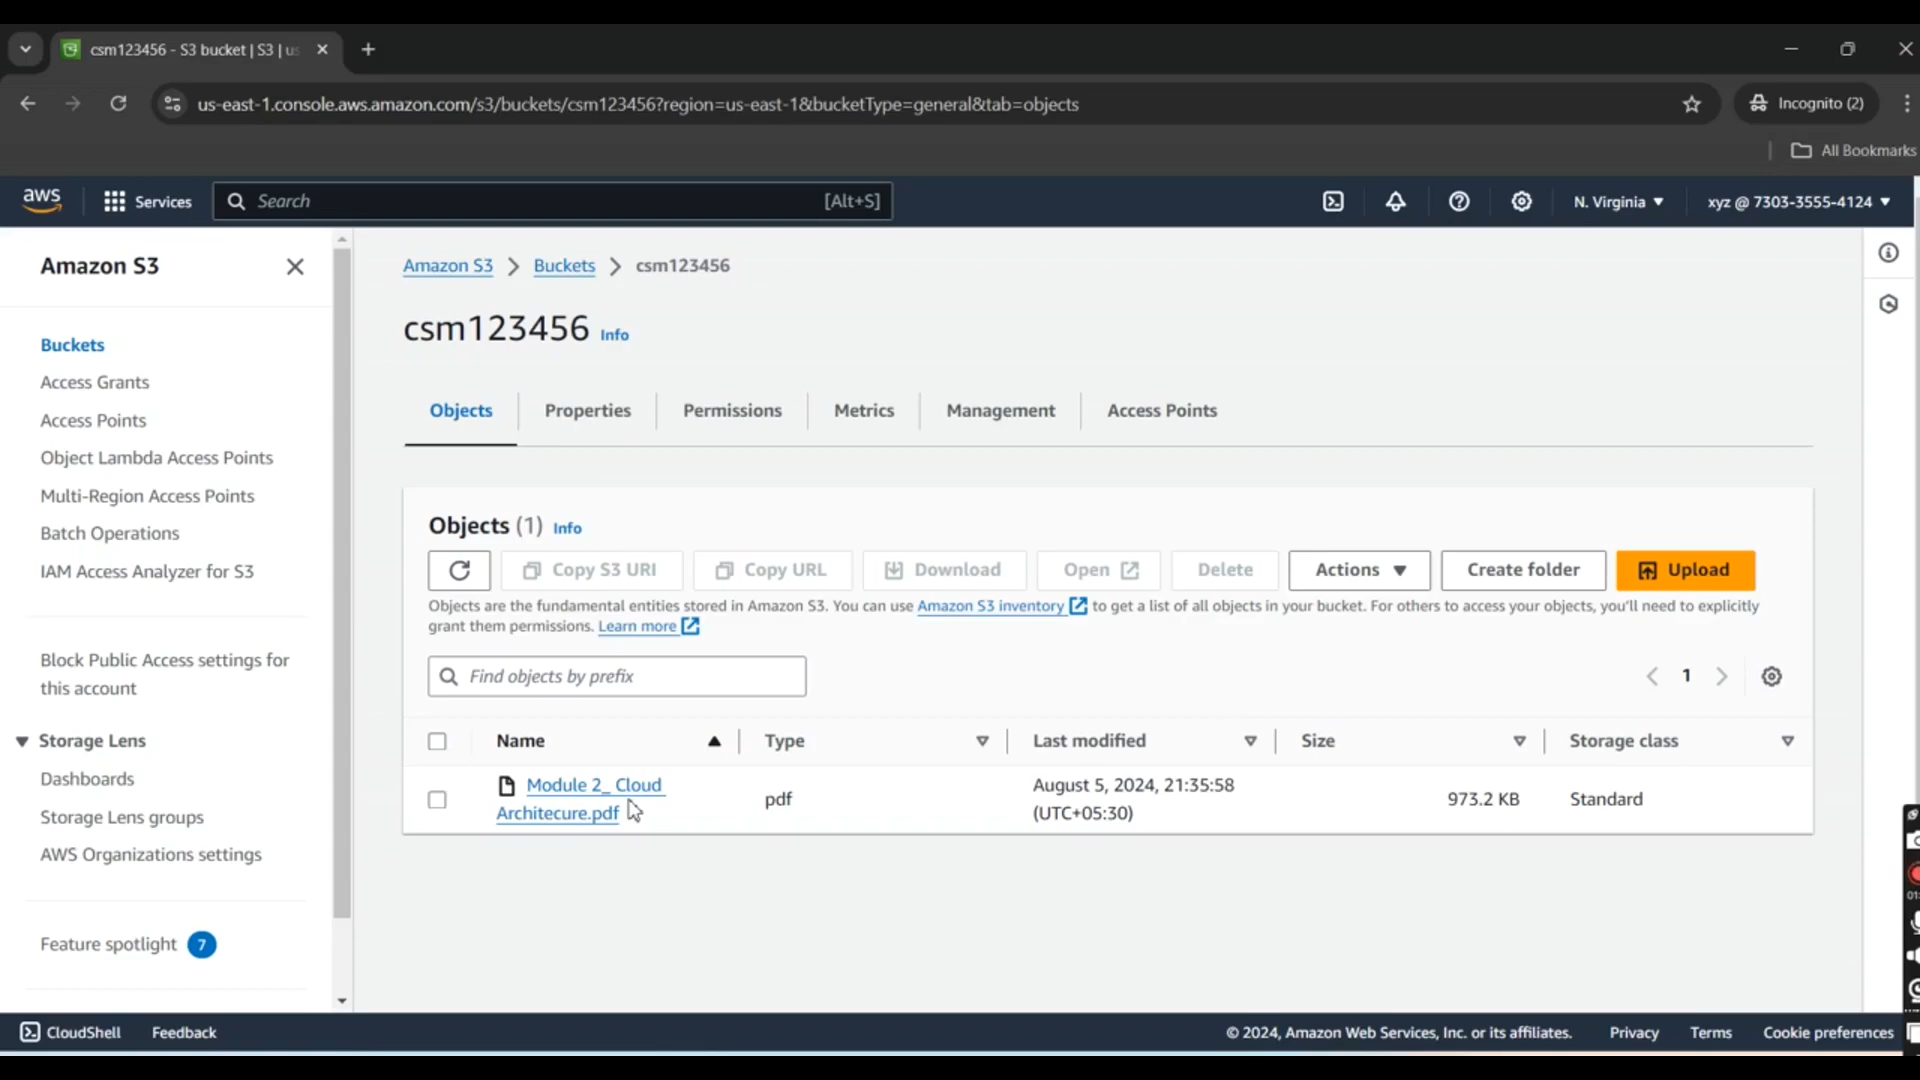 csm123456 - S3 bucket | S3 | us
us-east-1.console.aws.amazon.com/s3/buckets/csm123456?region=us-east-1&bucketType=general&tab=objects
Incognito (2)
All Bookmarks
aws
Services
Search
[Alt+S]
N. Virginia
xyz @ 7303-3555-4124
Amazon S3
Buckets
Access Grants
Access Points
Object Lambda Access Points
Multi-Region Access Points
Batch Operations
IAM Access Analyzer for S3
Block Public Access settings for
this account
Storage Lens
Dashboards
Storage Lens groups
AWS Organizations settings
Feature spotlight 7
Amazon S3 > Buckets > csm123456
csm123456 Info
Objects Properties Permissions Metrics Management Access Points
Objects (1) Info
Copy S3 URI Copy URL Download Open Delete Actions Create folder Upload
Objects are the fundamental entities stored in Amazon S3. You can use Amazon S3 inventory to get a list of all objects in your bucket. For others to access your objects, you'll need to explicitly
grant them permissions. Learn more
Find objects by prefix
1
Name Type Last modified Size Storage class
Module 2_ Cloud
Architecure.pdf
pdf
August 5, 2024, 21:35:58
(UTC+05:30)
973.2 KB
Standard
CloudShell Feedback
© 2024, Amazon Web Services, Inc. or its affiliates. Privacy Terms Cookie preferences